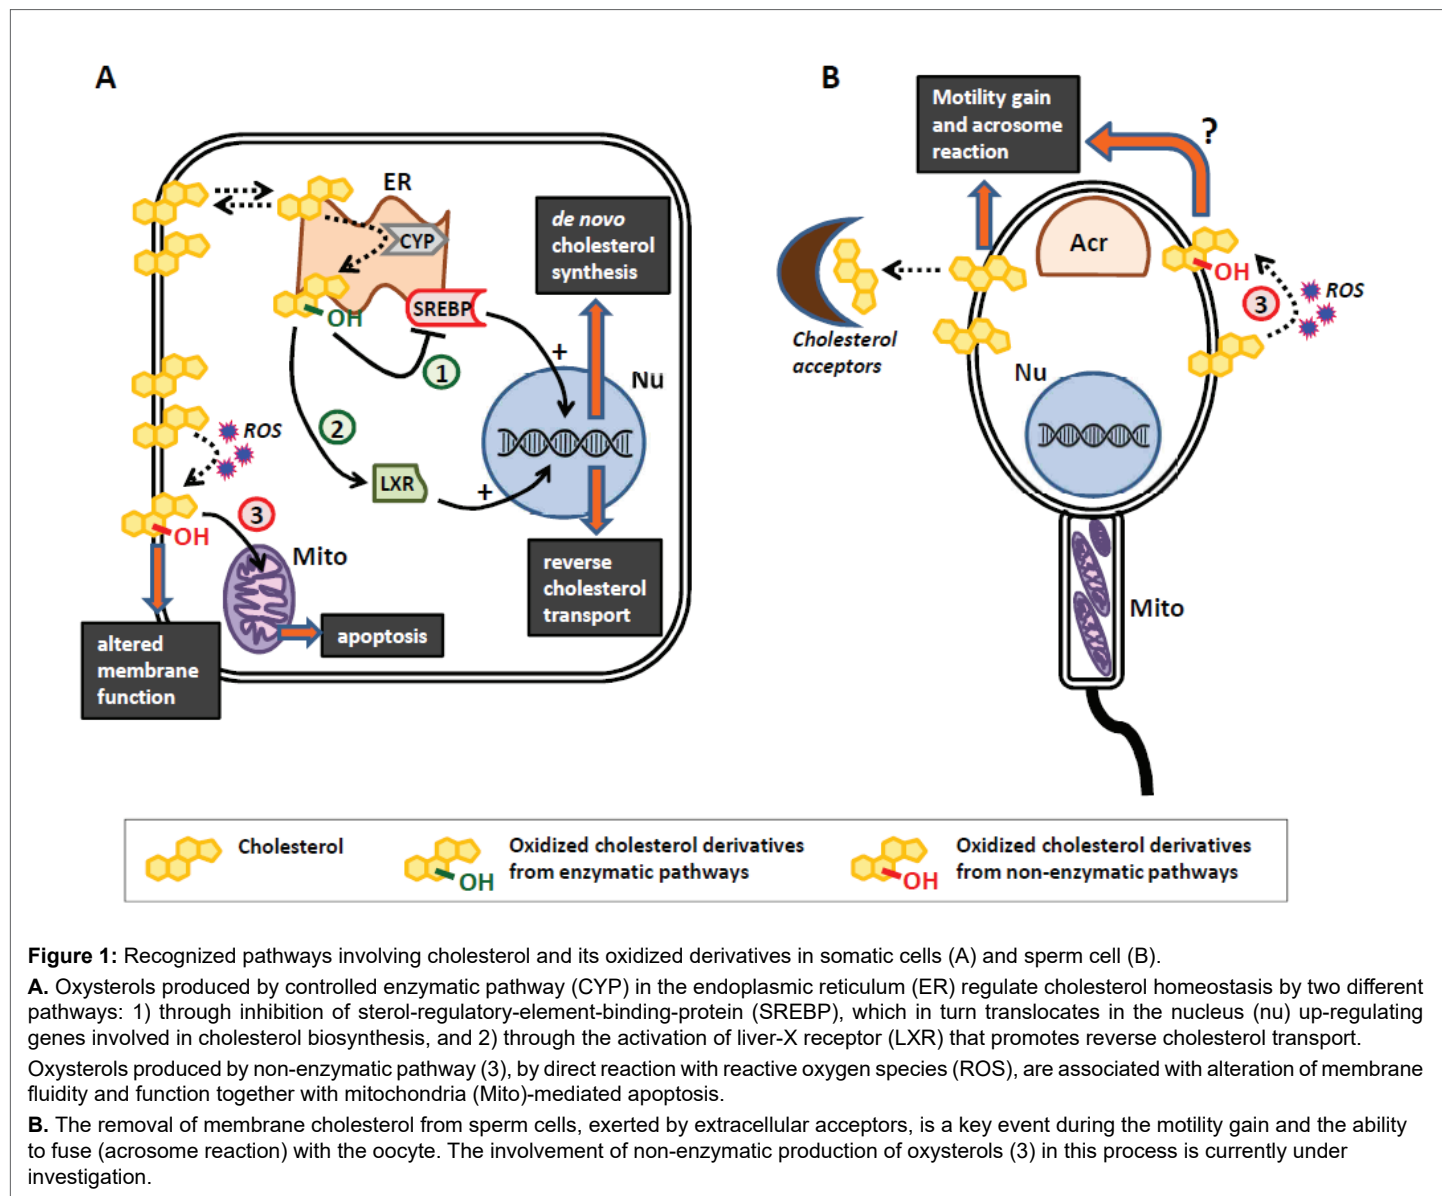 A
B
Motility gain
and acrosome
reaction
?
ER
CYP
OH
SREBP
1
2
LXR
+
+
Nu
de novo
cholesterol
synthesis
reverse
cholesterol
transport
ROS
OH
3
Mito
apoptosis
altered
membrane
function
Cholesterol
acceptors
Acr
OH
3
ROS
Nu
Mito
Cholesterol
OH
Oxidized cholesterol derivatives
from enzymatic pathways
OH
Oxidized cholesterol derivatives
from non-enzymatic pathways
Figure 1: Recognized pathways involving cholesterol and its oxidized derivatives in somatic cells (A) and sperm cell (B).
A. Oxysterols produced by controlled enzymatic pathway (CYP) in the endoplasmic reticulum (ER) regulate cholesterol homeostasis by two different
pathways: 1) through inhibition of sterol-regulatory-element-binding-protein (SREBP), which in turn translocates in the nucleus (nu) up-regulating
genes involved in cholesterol biosynthesis, and 2) through the activation of liver-X receptor (LXR) that promotes reverse cholesterol transport.
Oxysterols produced by non-enzymatic pathway (3), by direct reaction with reactive oxygen species (ROS), are associated with alteration of membrane
fluidity and function together with mitochondria (Mito)-mediated apoptosis.
B. The removal of membrane cholesterol from sperm cells, exerted by extracellular acceptors, is a key event during the motility gain and the ability
to fuse (acrosome reaction) with the oocyte. The involvement of non-enzymatic production of oxysterols (3) in this process is currently under
investigation.